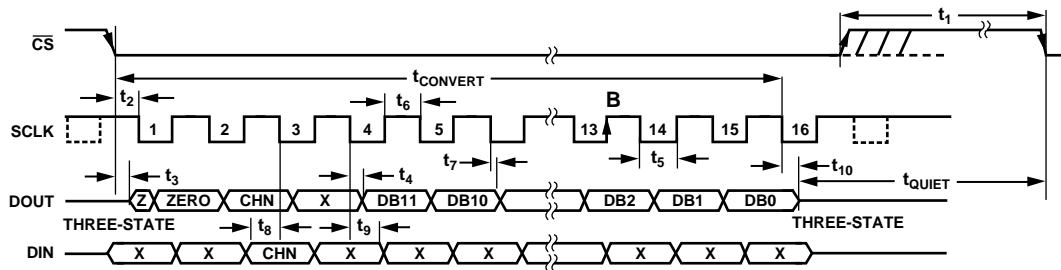 t1
CS
tCONVERT
t2 t6 B
SCLK 1 2 3 4 5 13 14 15 16
t7 t5 t10
t3 t4 tQUIET
DOUT Z ZERO CHN X DB11 DB10 DB2 DB1 DB0
THREE-STATE THREE-STATE
t8 t9
DIN X X CHN X X X X X X